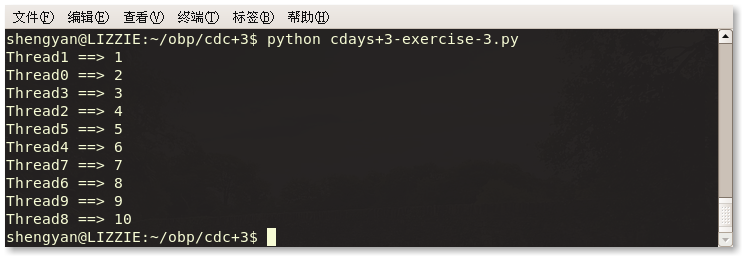 文件(F) 编辑(E) 查看(V) 终端(T) 标签(B) 帮助(H)
shengyan@LIZZIE:~/obp/cdc+3$ python cdays+3-exercise-3.py
Thread1 ==> 1
Thread0 ==> 2
Thread3 ==> 3
Thread2 ==> 4
Thread5 ==> 5
Thread4 ==> 6
Thread7 ==> 7
Thread6 ==> 8
Thread9 ==> 9
Thread8 ==> 10
shengyan@LIZZIE:~/obp/cdc+3$